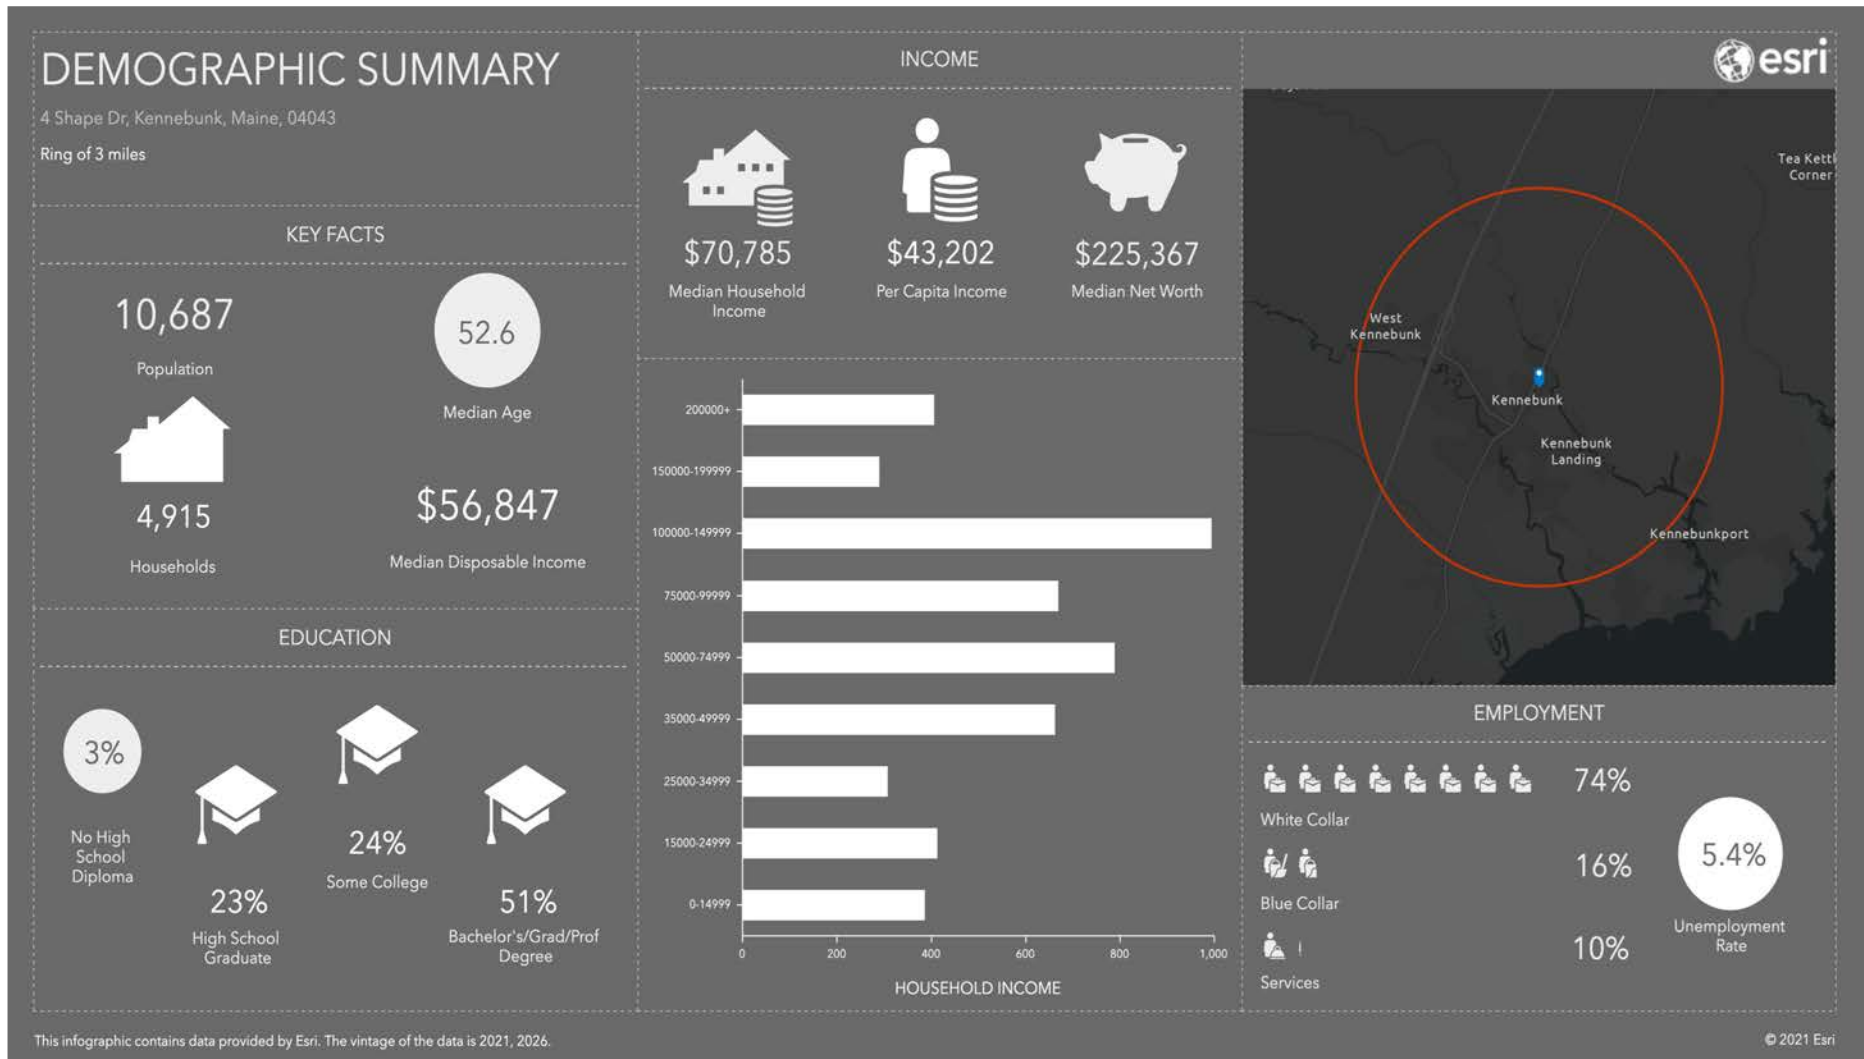 DEMOGRAPHIC SUMMARY
4 Shape Dr, Kennebunk, Maine, 04043
Ring of 3 miles
KEY FACTS
10,687
Population
52.6
Median Age
4,915
Households
$56,847
Median Disposable Income
EDUCATION
3%
No High
School
Diploma
23%
High School
Graduate
24%
Some College
51%
Bachelor's/Grad/Prof
Degree
INCOME
$70,785
Median Household
Income
$43,202
Per Capita Income
$225,367
Median Net Worth
200000+
150000-199999
100000-149999
75000-99999
50000-74999
35000-49999
25000-34999
15000-24999
0-14999
0 200 400 600 800 1,000
HOUSEHOLD INCOME
esri
Tea Kettl
Corner
West
Kennebunk
Kennebunk
Kennebunk
Landing
Kennebunkport
EMPLOYMENT
74%
White Collar
16%
Blue Collar
10%
Services
5.4%
Unemployment
Rate
This infographic contains data provided by Esri. The vintage of the data is 2021, 2026.
© 2021 Esri